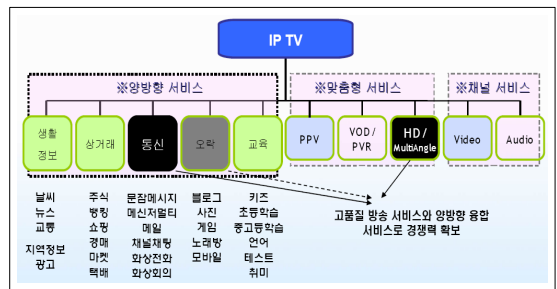 IP TV
※양방향 서비스
※맞춤형 서비스
※채널 서비스
생활
정보
상거래
통신
오락
교육
PPV
VOD /
PVR
HD /
MultiAngle
Video
Audio
날씨
뉴스
교통
지역정보
광고
주식
뱅킹
쇼핑
경매
마켓
택배
문잠메시지
메신저멀티
메일
채널채팅
화상전화
화상회의
블로그
사진
게임
노래방
모바일
키즈
초등학습
중고등학습
언어
테스트
취미
고품질 방송 서비스와 양방향 융합
서비스로 경쟁력 확보